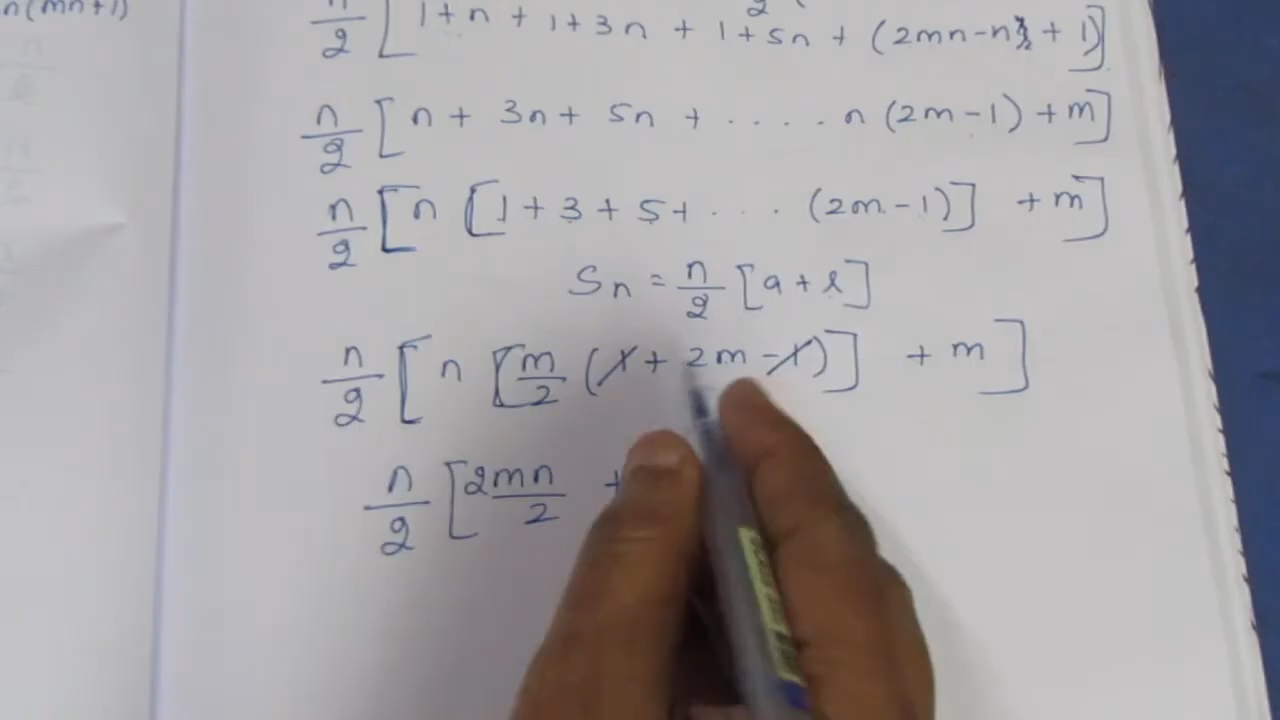 n(mn+1)
n/2 [ 1+n + 1+3n + 1+5n + (2mn-n) + 1)]
n/2 [ n + 3n + 5n + .... n (2m-1) + m ]
n/2 [ n [ 1 + 3 + 5 + ... (2m-1)] + m ]
Sn = n/2 [a + l]
n/2 [ n [ m/2 (1 + 2m - 1)] + m ]
n/2 [ 2mn/2 +